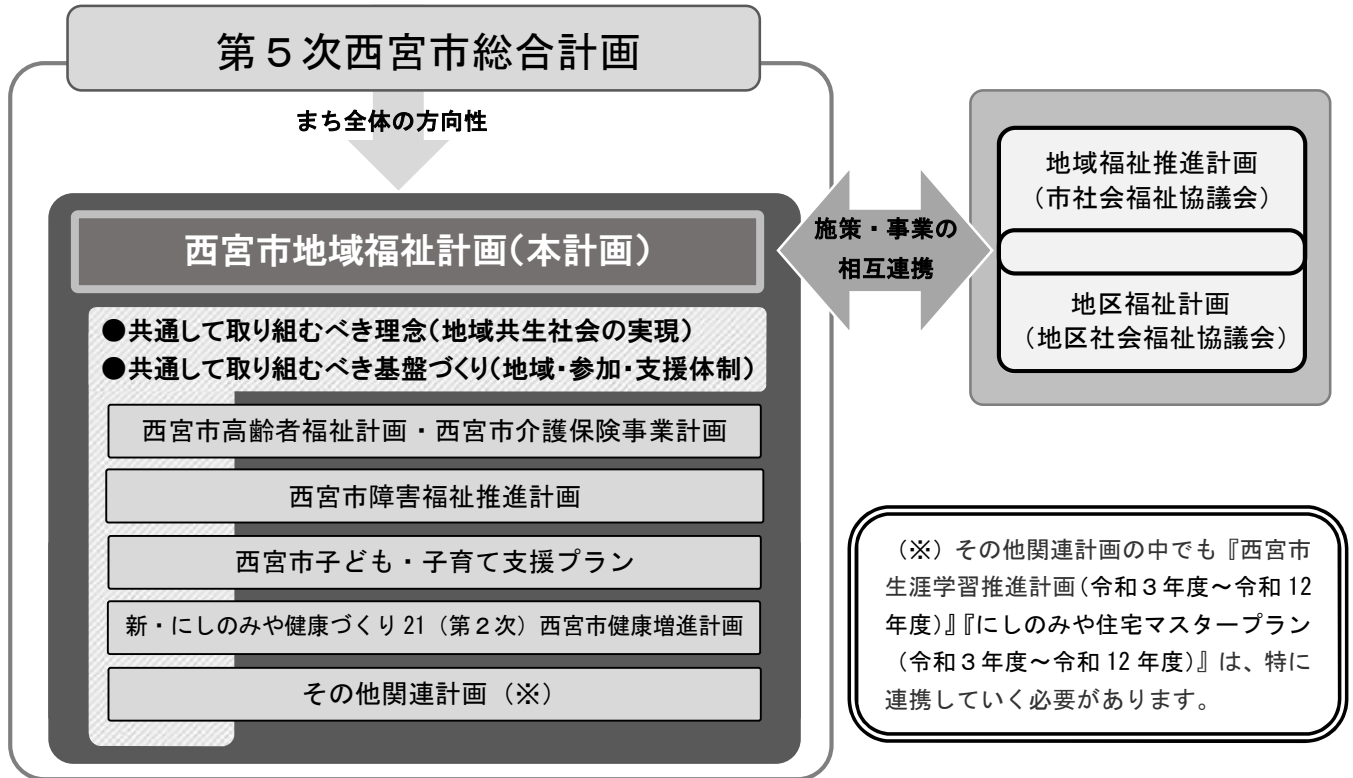 第５次西宮市総合計画
まち全体の方向性
西宮市地域福祉計画(本計画)
●共通して取り組むべき理念(地域共生社会の実現)
●共通して取り組むべき基盤づくり(地域・参加・支援体制)
西宮市高齢者福祉計画・西宮市介護保険事業計画
西宮市障害福祉推進計画
西宮市子ども・子育て支援プラン
新・にしのみや健康づくり 21（第２次）西宮市健康増進計画
その他関連計画（※）
施策・事業の
相互連携
地域福祉推進計画
（市社会福祉協議会）
地区福祉計画
（地区社会福祉協議会）
（※）その他関連計画の中でも『西宮市
生涯学習推進計画(令和３年度～令和 12
年度)』『にしのみや住宅マスタープラン
（令和３年度～令和 12 年度)』は、特に
連携していく必要があります。